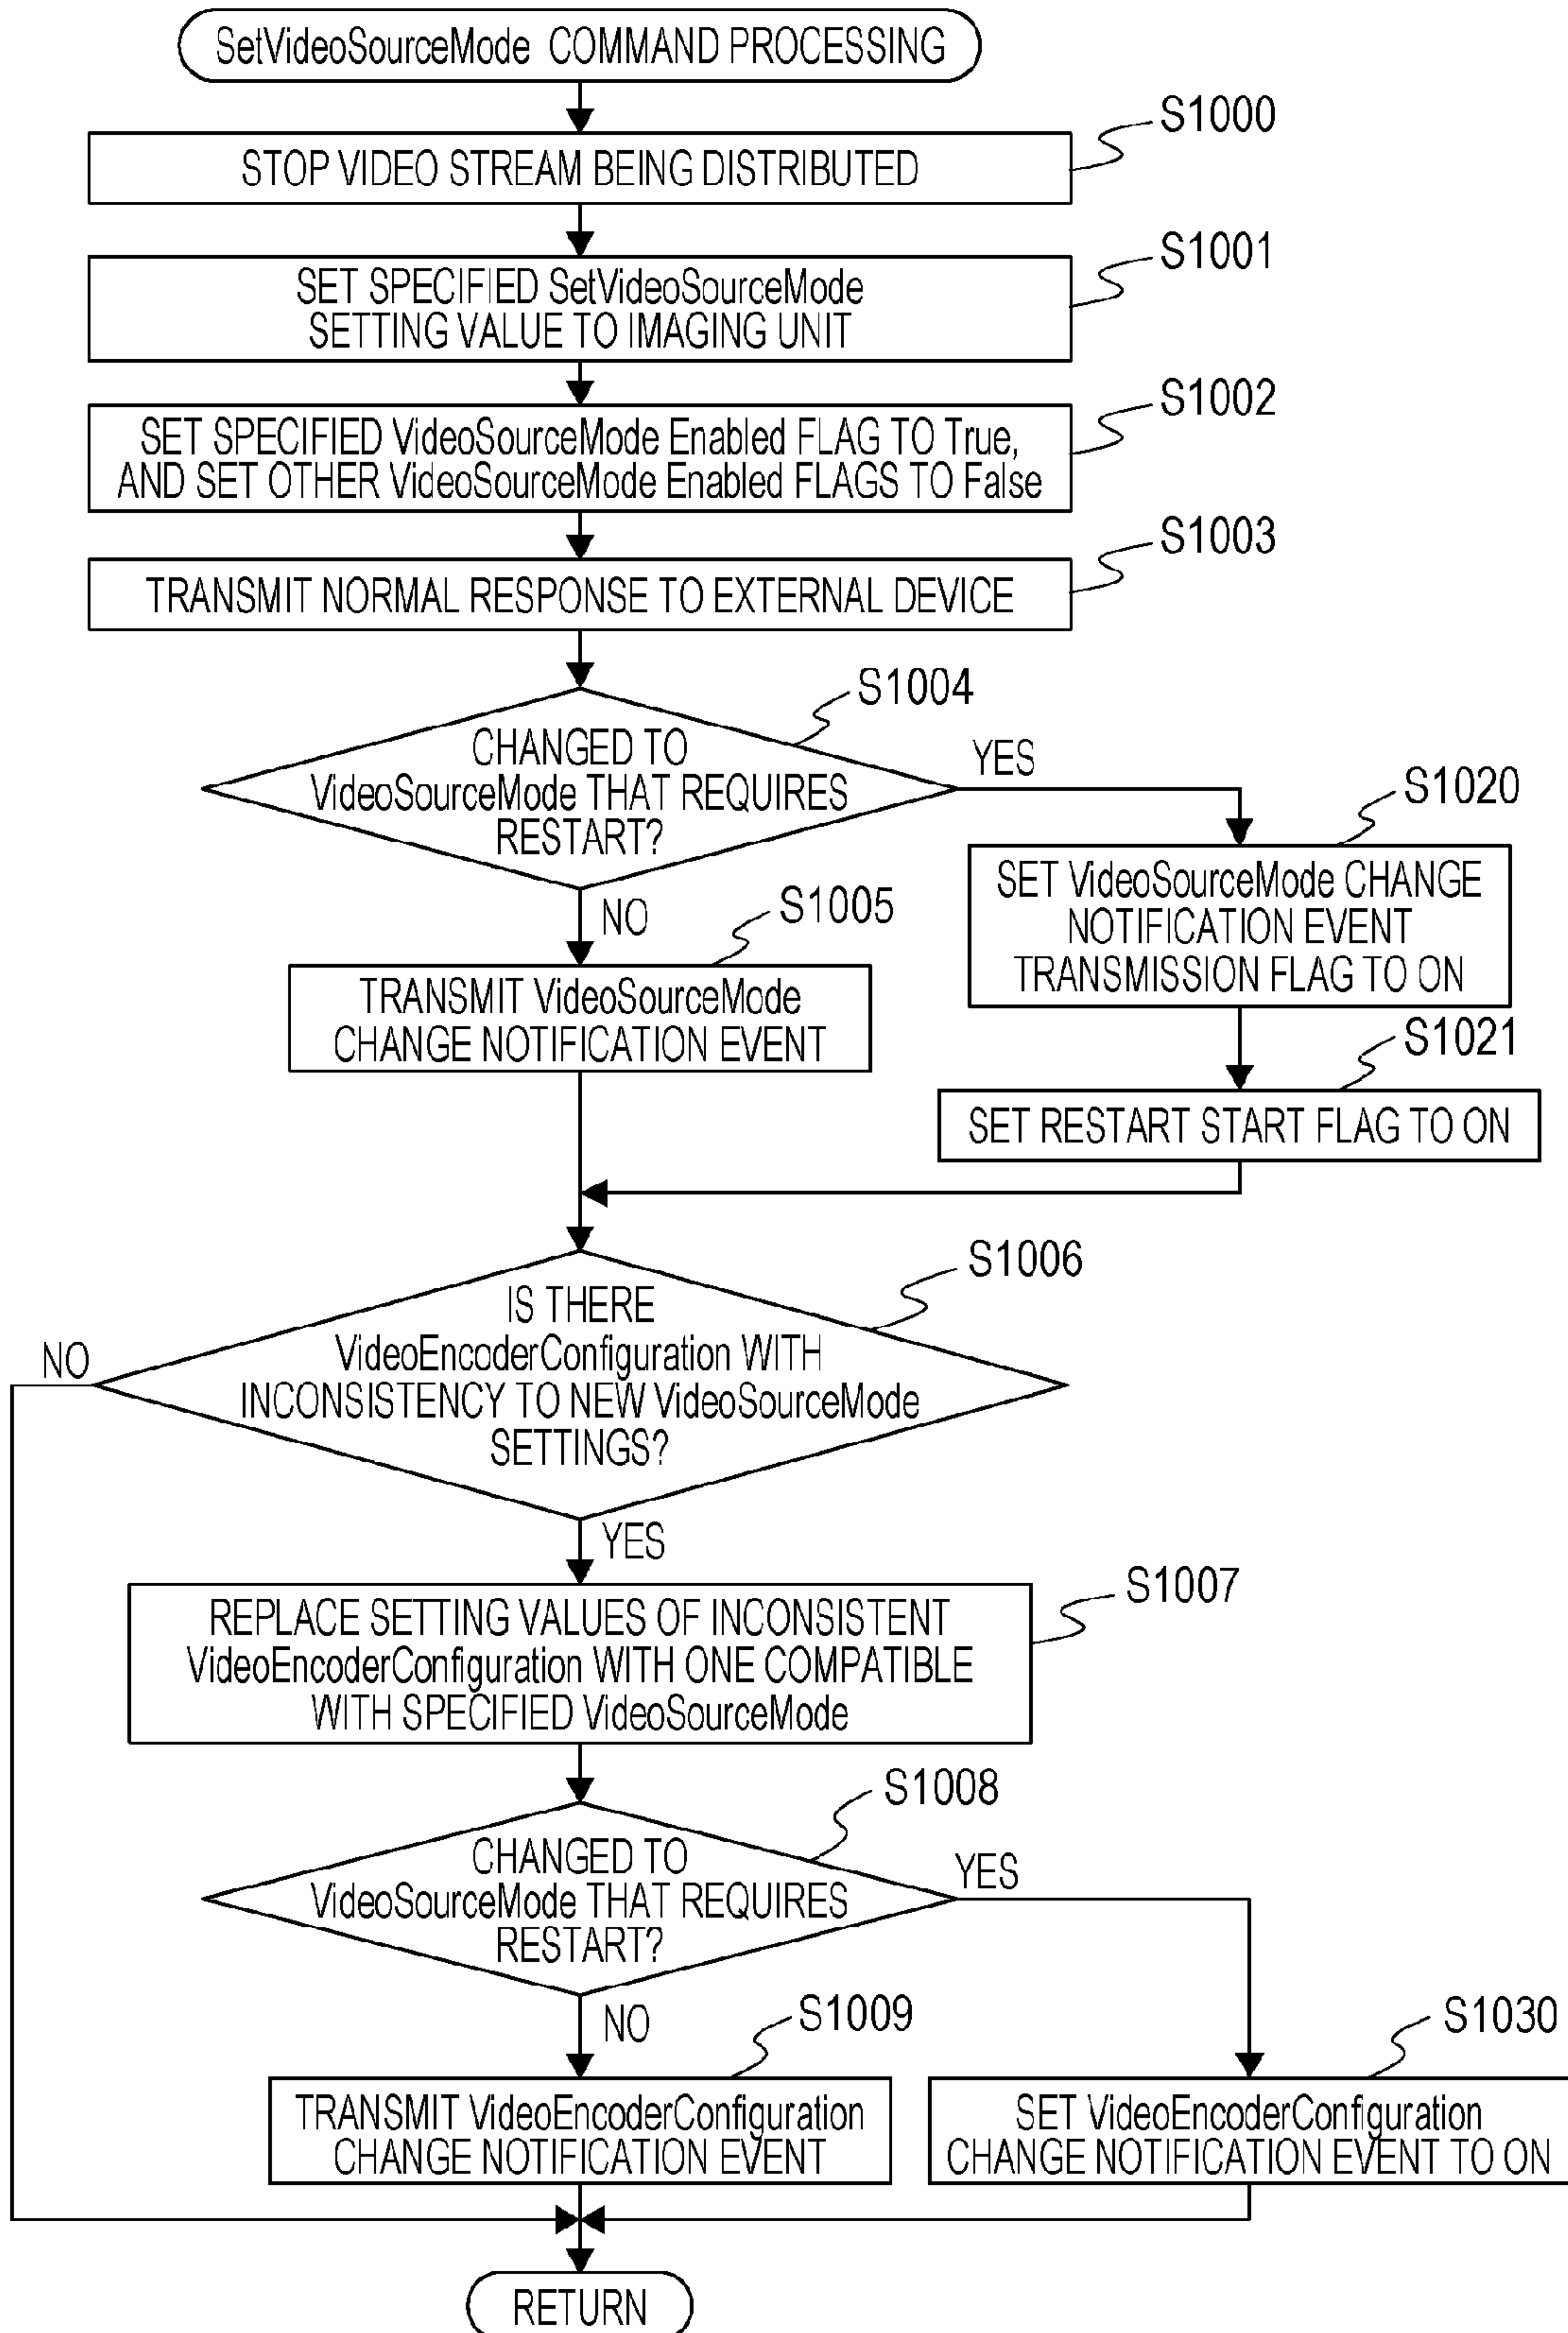 SetVideoSourceMode COMMAND PROCESSING
S1000
STOP VIDEO STREAM BEING DISTRIBUTED
S1001
SET SPECIFIED SetVideoSourceMode
SETTING VALUE TO IMAGING UNIT
S1002
SET SPECIFIED VideoSourceMode Enabled FLAG TO True,
AND SET OTHER VideoSourceMode Enabled FLAGS TO False
S1003
TRANSMIT NORMAL RESPONSE TO EXTERNAL DEVICE
S1004
CHANGED TO
VideoSourceMode THAT REQUIRES
RESTART?
YES
S1020
SET VideoSourceMode CHANGE
NOTIFICATION EVENT
TRANSMISSION FLAG TO ON
NO
S1005
TRANSMIT VideoSourceMode
CHANGE NOTIFICATION EVENT
S1021
SET RESTART START FLAG TO ON
S1006
IS THERE
VideoEncoderConfiguration WITH
INCONSISTENCY TO NEW VideoSourceMode
SETTINGS?
NO
YES
S1007
REPLACE SETTING VALUES OF INCONSISTENT
VideoEncoderConfiguration WITH ONE COMPATIBLE
WITH SPECIFIED VideoSourceMode
S1008
CHANGED TO
VideoSourceMode THAT REQUIRES
RESTART?
YES
NO
S1009
TRANSMIT VideoEncoderConfiguration
CHANGE NOTIFICATION EVENT
S1030
SET VideoEncoderConfiguration
CHANGE NOTIFICATION EVENT TO ON
RETURN